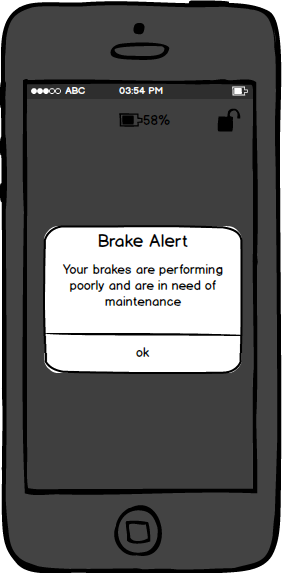 ABC 03:54 PM
58%
Brake Alert
Your brakes are performing
poorly and are in need of
maintenance
ok